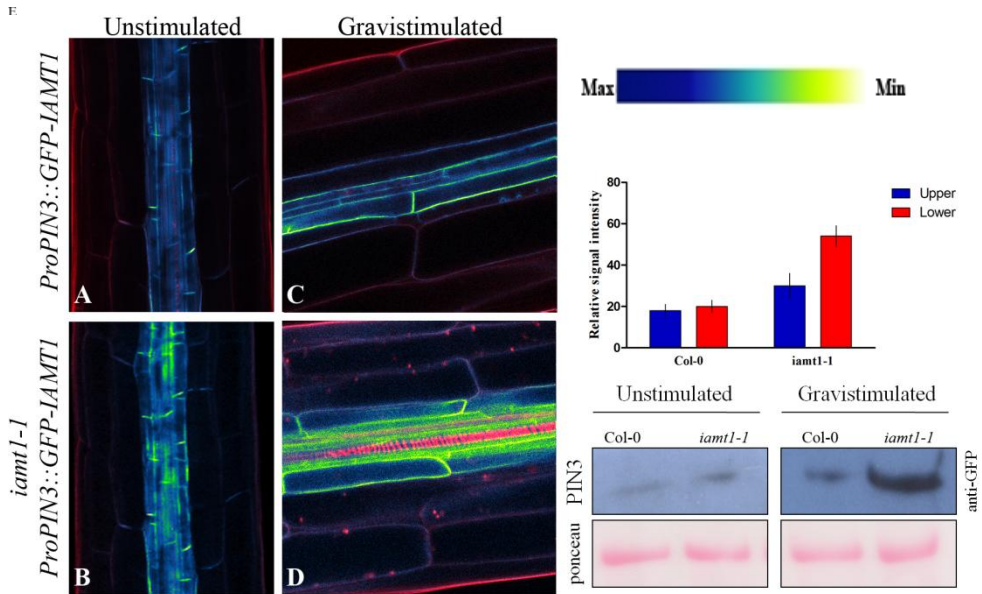 E
Unstimulated
Gravistimulated
ProPIN3::GFP-IAMT1
A
C
iamt1-1
ProPIN3::GFP-IAMT1
B
D
Max
Min
80
60
40
20
0
Relative signal intensity
Upper
Lower
Col-0
iamt1-1
Unstimulated
Gravistimulated
Col-0
iamt1-1
Col-0
iamt1-1
PIN3
anti-GFP
ponceau